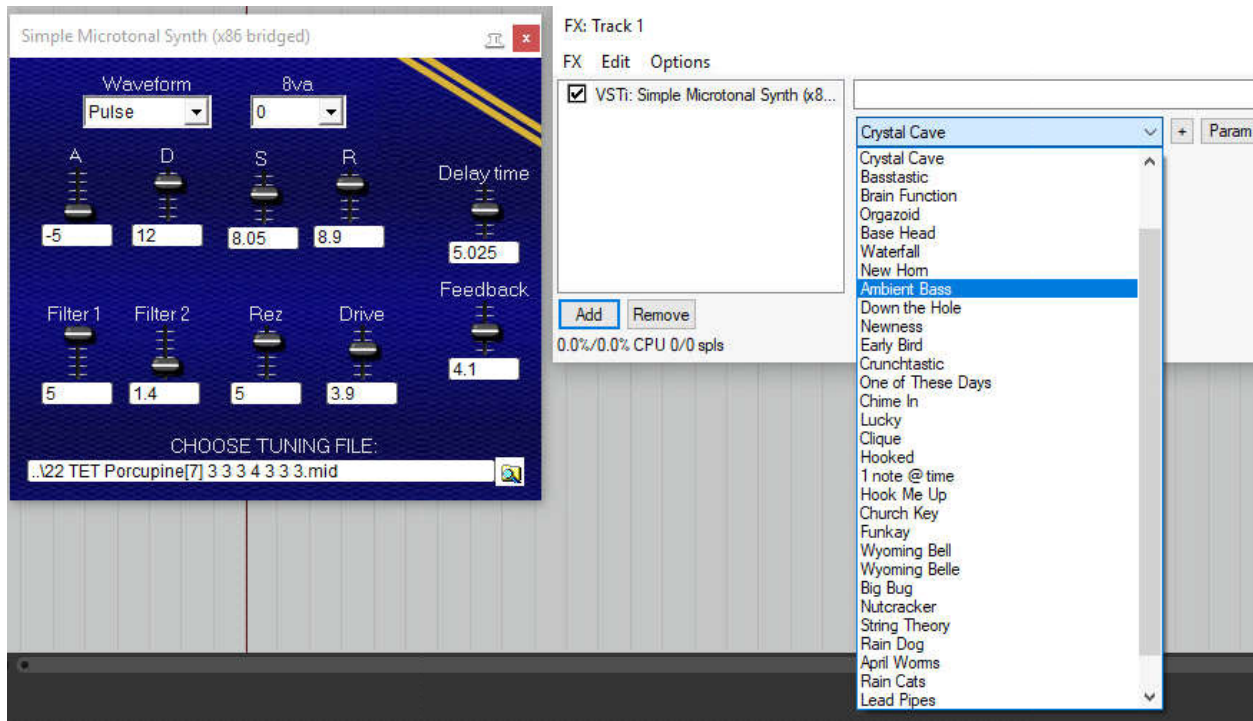 Simple Microtonal Synth (x86 bridged)
Waveform 8va
Pulse 0
A D S R
-5 12 8.05 8.9
Delay time
5.025
Feedback
4.1
Filter 1 Filter 2 Rez Drive
5 1.4 5 3.9
CHOOSE TUNING FILE:
..\22 TET Porcupine[7] 3 3 3 4 3 3 3.mid
FX: Track 1
FX Edit Options
VSTi: Simple Microtonal Synth (x8...
Add Remove
0.0%/0.0% CPU 0/0 spls
Crystal Cave + Param
Crystal Cave
Basstastic
Brain Function
Orgazoid
Base Head
Waterfall
New Horn
Ambient Bass
Down the Hole
Newness
Early Bird
Crunchtastic
One of These Days
Chime In
Lucky
Clique
Hooked
1 note @ time
Hook Me Up
Church Key
Funkay
Wyoming Bell
Wyoming Belle
Big Bug
Nutcracker
String Theory
Rain Dog
April Worms
Rain Cats
Lead Pipes